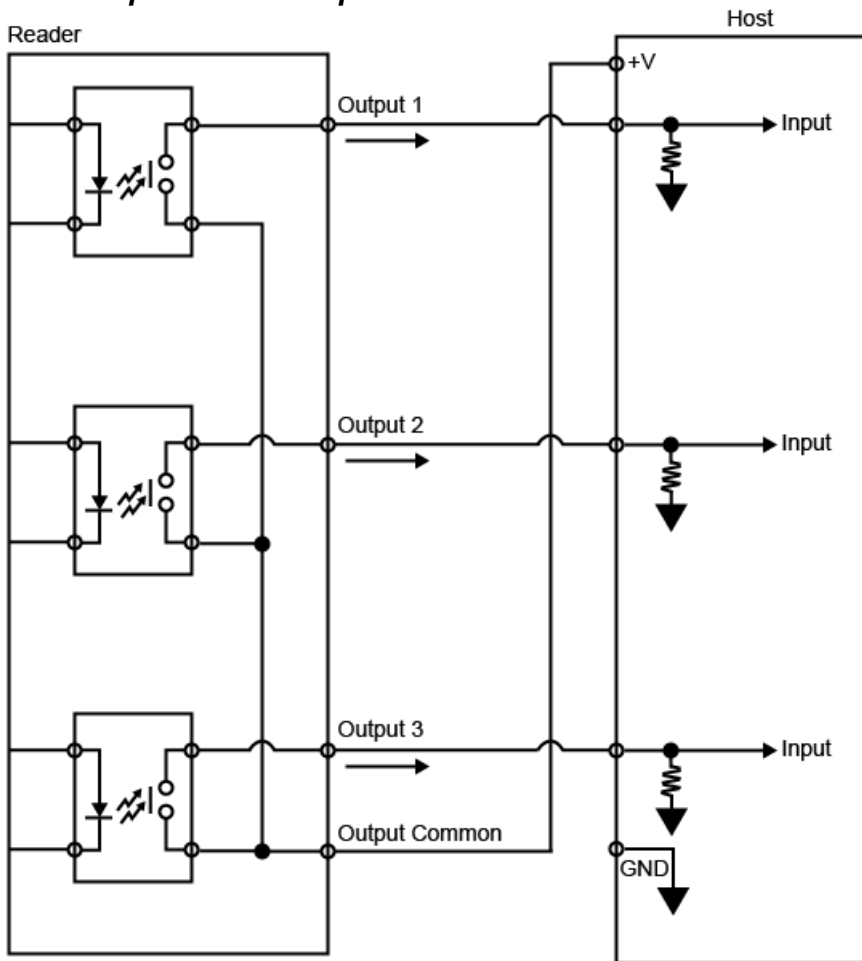 Reader
Host
+V
Output 1
Input
Output 2
Input
Output 3
Input
Output Common
GND